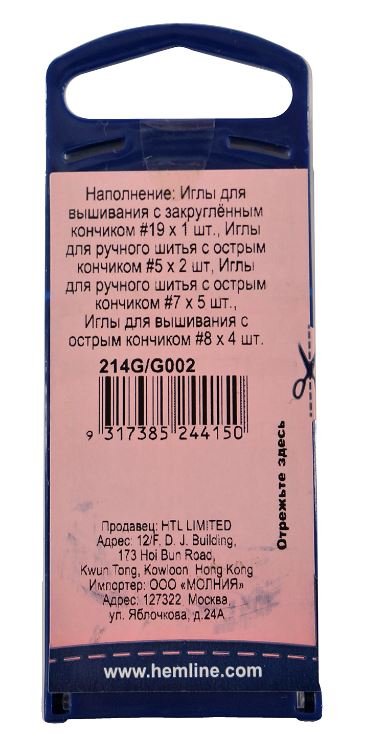 Наполнение: Иглы для
вышивания с закруглённым
кончиком #19 x 1 шт., Иглы
для ручного шитья с острым
кончиком #5 x 2 шт, Иглы
для ручного шитья с острым
кончиком #7 x 5 шт.,
Иглы для вышивания с
острым кончиком #8 x 4 шт.
214G/G002
9 317385 244150
Отрежьте здесь
Продавец: HTL LIMITED
Адрес: 12/F. D. J. Building,
173 Hoi Bun Road,
Kwun Tong, Kowloon, Hong Kong
Импортер: ООО «МОЛНИЯ»
Адрес: 127322, Москва,
ул. Яблочкова, д.24А
www.hemline.com